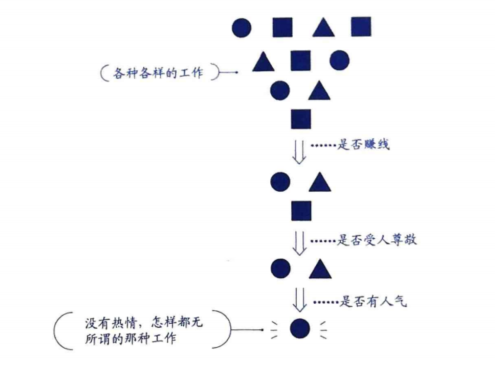 各种各样的工作
······是否赚线
······是否受人尊敬
······是否有人气
没有热情，怎样都无
所谓的那种工作